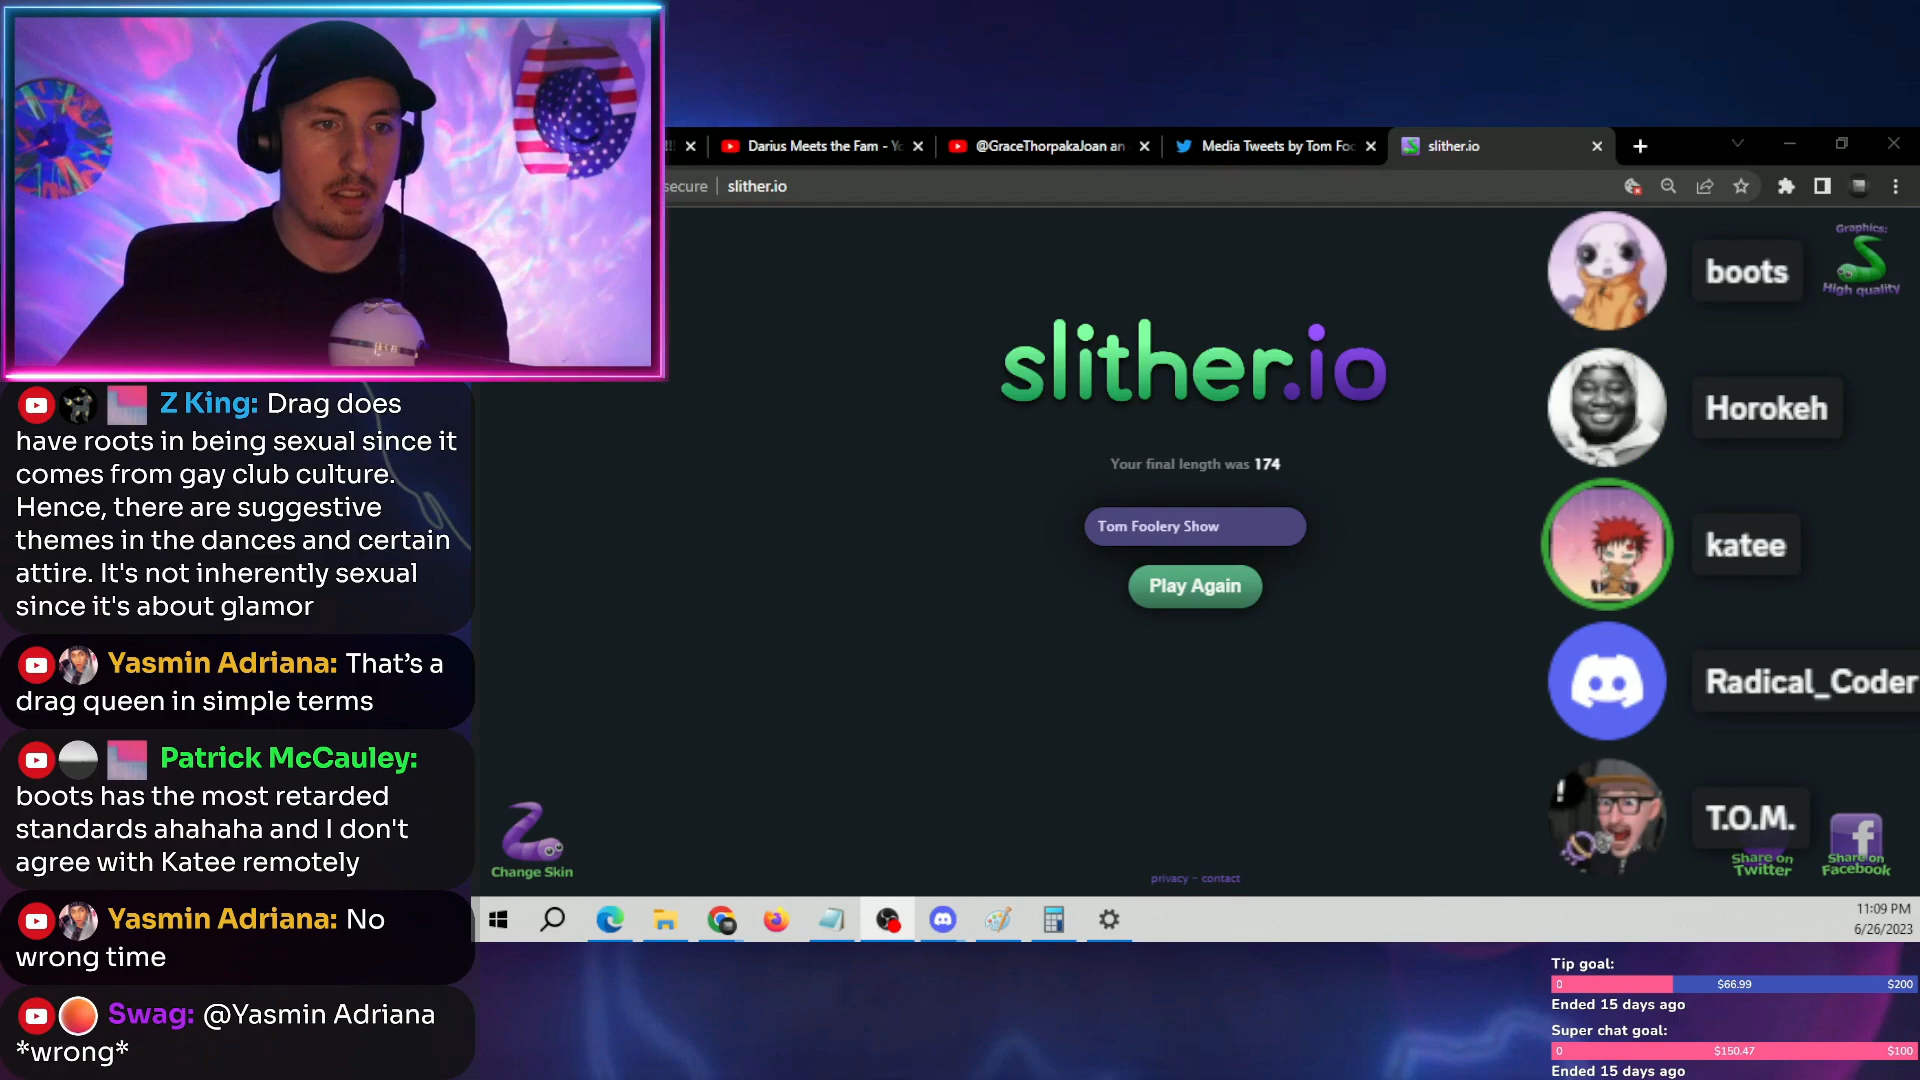 Darius Meets the Fam - Yo
@GraceThorpakaJoan an
Media Tweets by Tom Foo
slither.io
secure
slither.io
Graphics:
High quality
boots
Horokeh
katee
Radical_Coder
T.O.M.
slither.io
Your final length was 174
Tom Foolery Show
Play Again
Change Skin
privacy - contact
Share on
Twitter
Share on
Facebook
11:09 PM
6/26/2023
Z King: Drag does
have roots in being sexual since it
comes from gay club culture.
Hence, there are suggestive
themes in the dances and certain
attire. It's not inherently sexual
since it's about glamor
Yasmin Adriana: That’s a
drag queen in simple terms
Patrick McCauley:
boots has the most retarded
standards ahahaha and I don't
agree with Katee remotely
Yasmin Adriana: No
wrong time
Swag: @Yasmin Adriana
*wrong*
Tip goal:
0 $66.99 $200
Ended 15 days ago
Super chat goal:
0 $150.47 $100
Ended 15 days ago